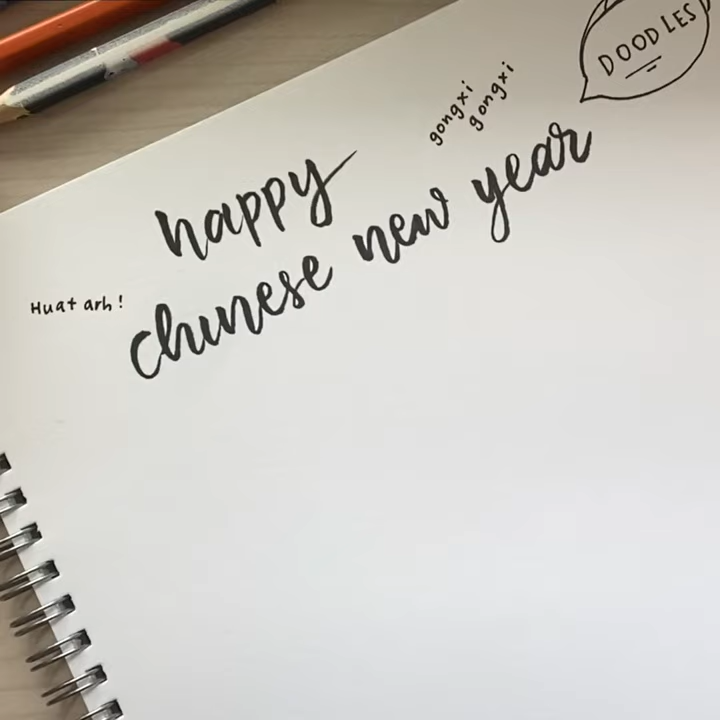 DOODLES
gongxi
gongxi
happy
chinese new year
Huat arh!